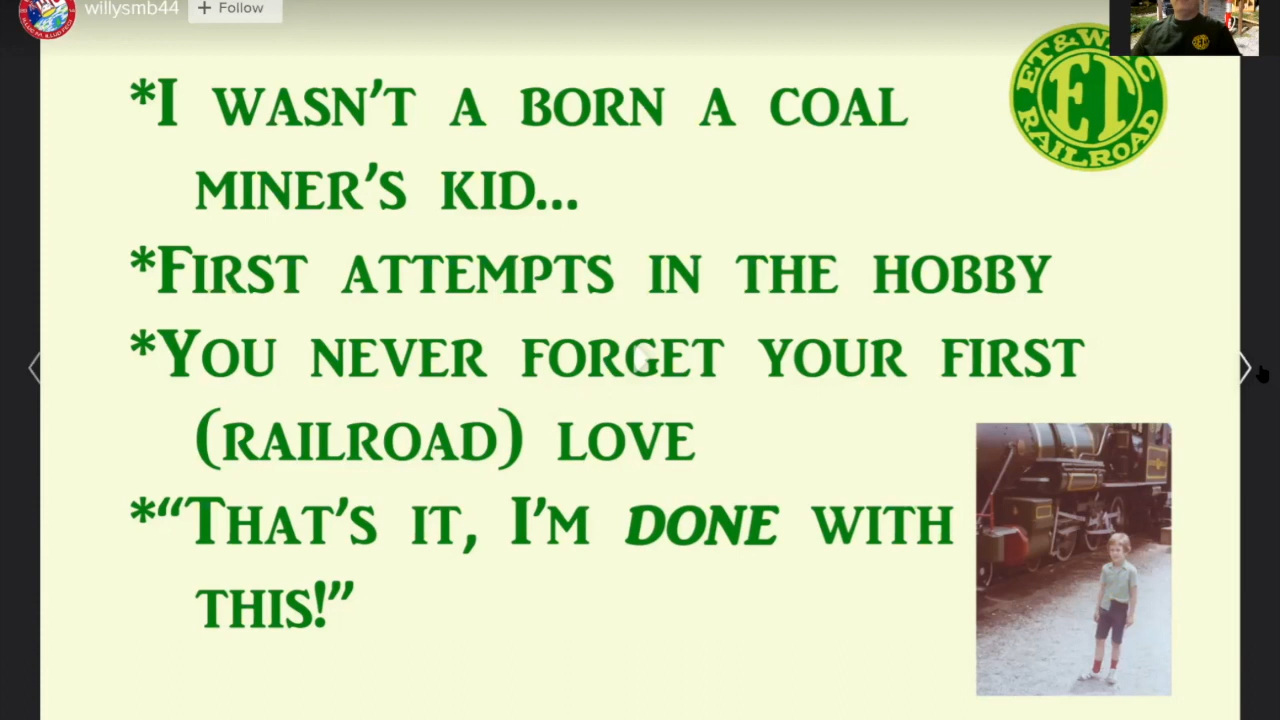 willysmb44
+ Follow
ET&W
C
ET
RAILROAD
*I WASN'T A BORN A COAL
MINER'S KID...
*FIRST ATTEMPTS IN THE HOBBY
*YOU NEVER FORGET YOUR FIRST
(RAILROAD) LOVE
*“THAT'S IT, I'M DONE WITH
THIS!”